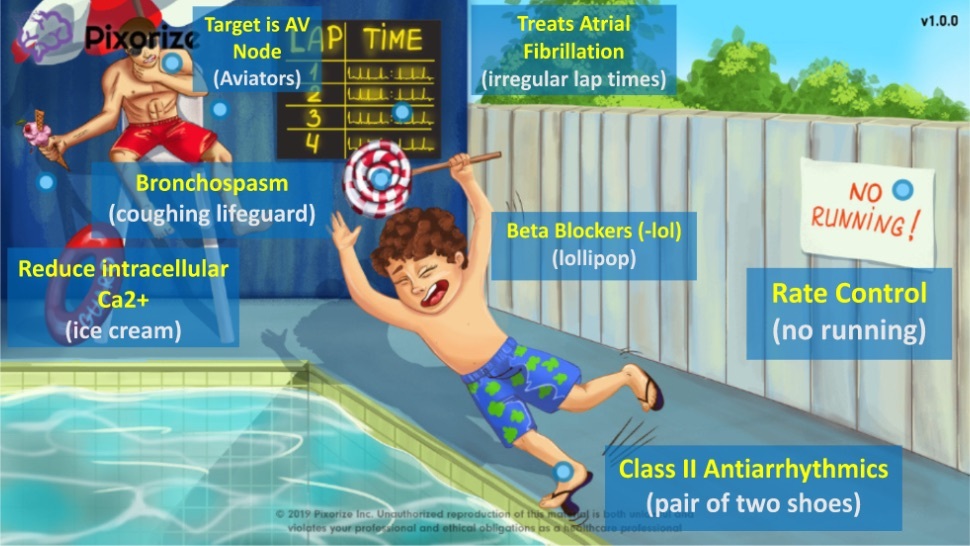 Pixorize
Target is AV
Node
(Aviators)
LAP TIME
1
2
3
4
Treats Atrial
Fibrillation
(irregular lap times)
v1.0.0
Bronchospasm
(coughing lifeguard)
NO
RUNNING!
Beta Blockers (-lol)
(lollipop)
Reduce intracellular
Ca2+
(ice cream)
Rate Control
(no running)
Class II Antiarrhythmics
(pair of two shoes)
© 2019 Pixorize Inc. Unauthorized reproduction of this material is both
violates your professional and ethical obligations as a healthcare professional